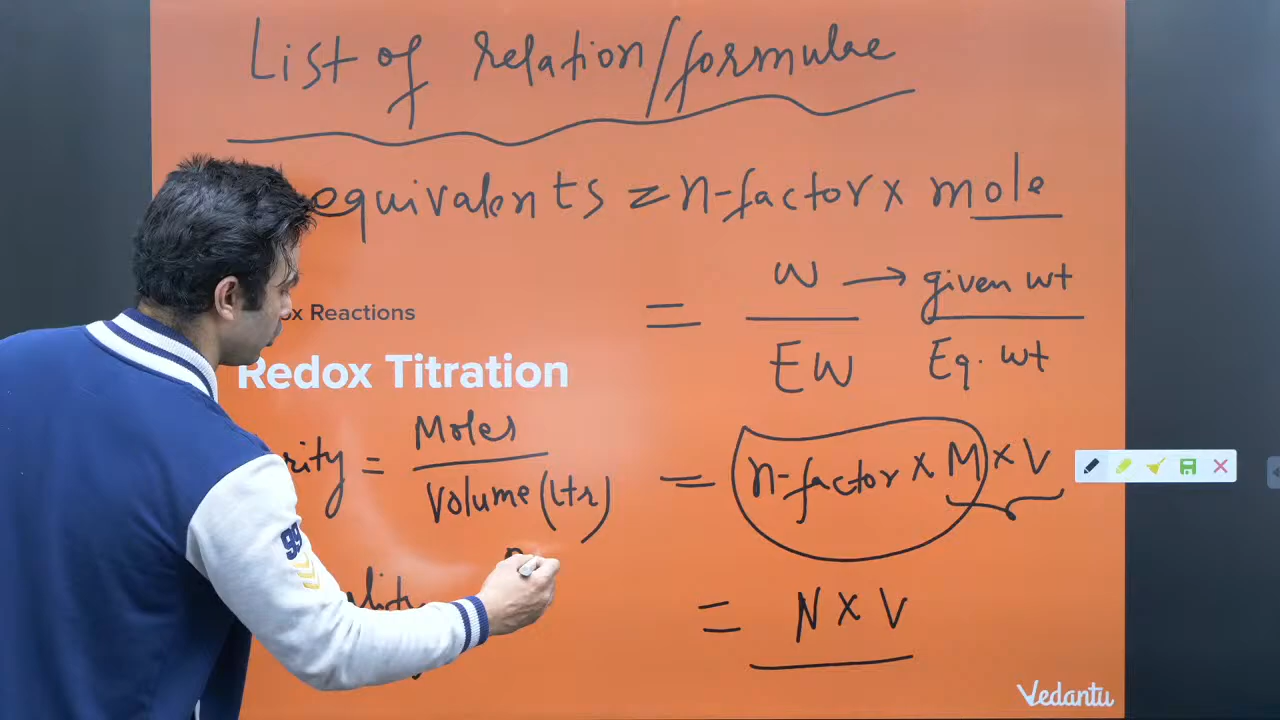 List of relation/formulae
equivalents = n-factor x mole
= W → given wt
EW Eq. wt
Reactions
Redox Titration
Moles
= Volume (Ltr)
= n-factor x M x V
= N x V
99
Vedantu